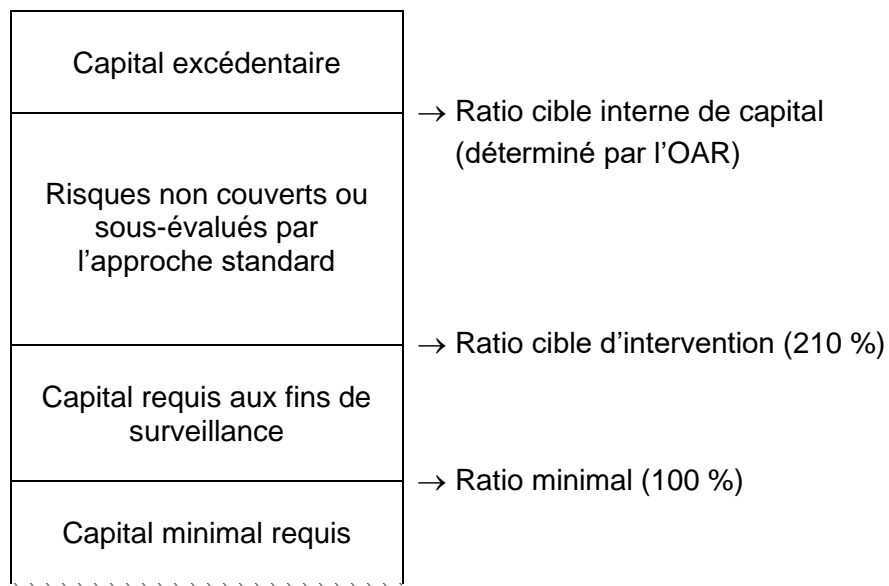 Capital excédentaire
→ Ratio cible interne de capital
(déterminé par l’OAR)
Risques non couverts ou
sous-évalués par
l’approche standard
→ Ratio cible d’intervention (210 %)
Capital requis aux fins de
surveillance
→ Ratio minimal (100 %)
Capital minimal requis